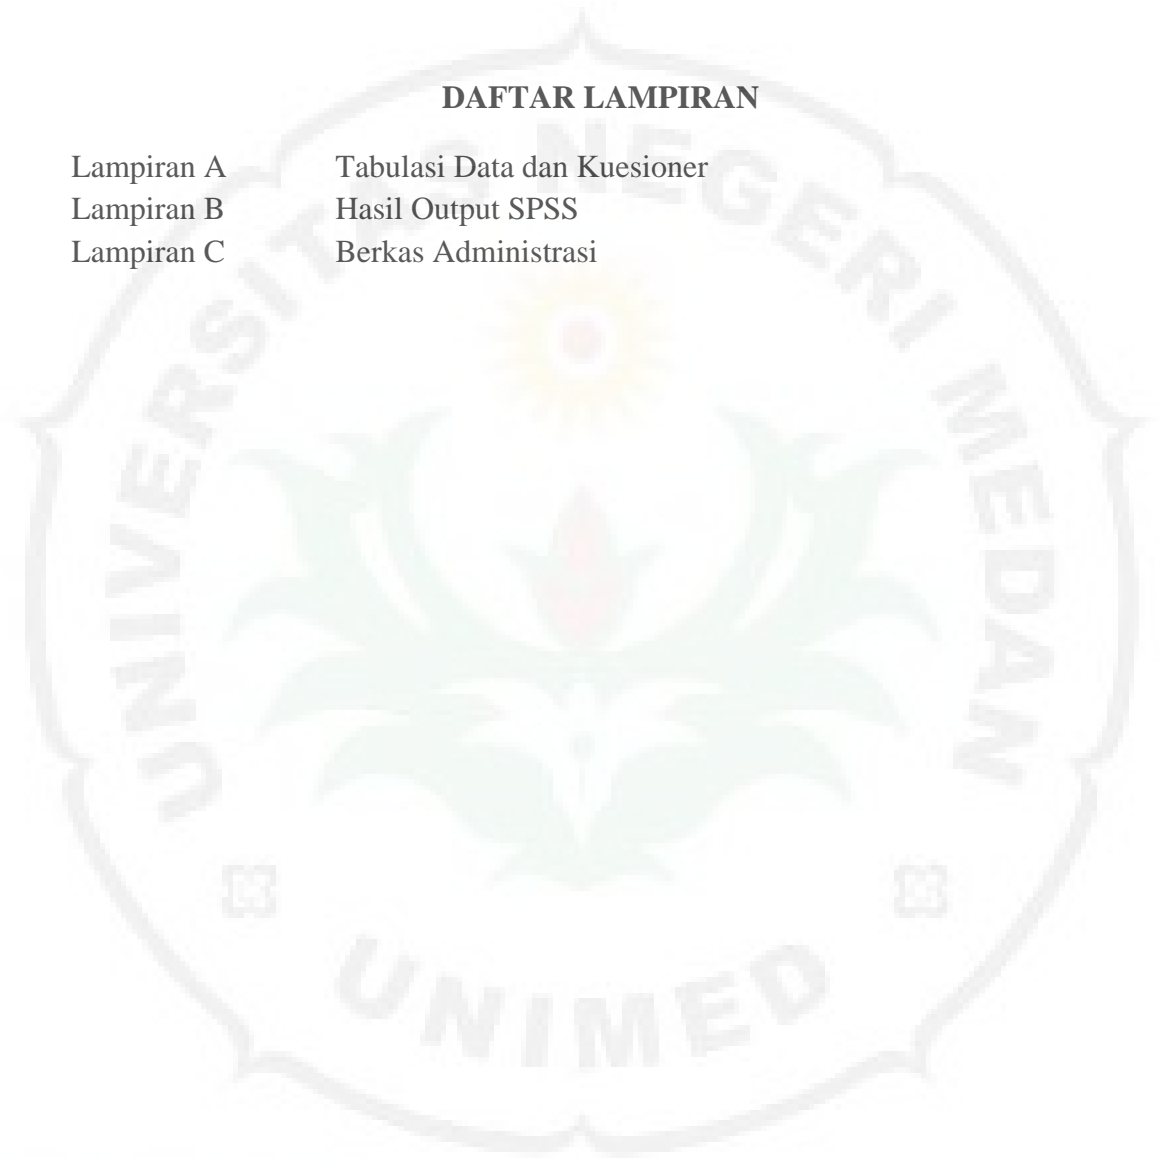 DAFTAR LAMPIRAN
Lampiran A Tabulasi Data dan Kuesioner
Lampiran B Hasil Output SPSS
Lampiran C Berkas Administrasi
UNIVERSITAS NEGERI MEDAN
UNIMED